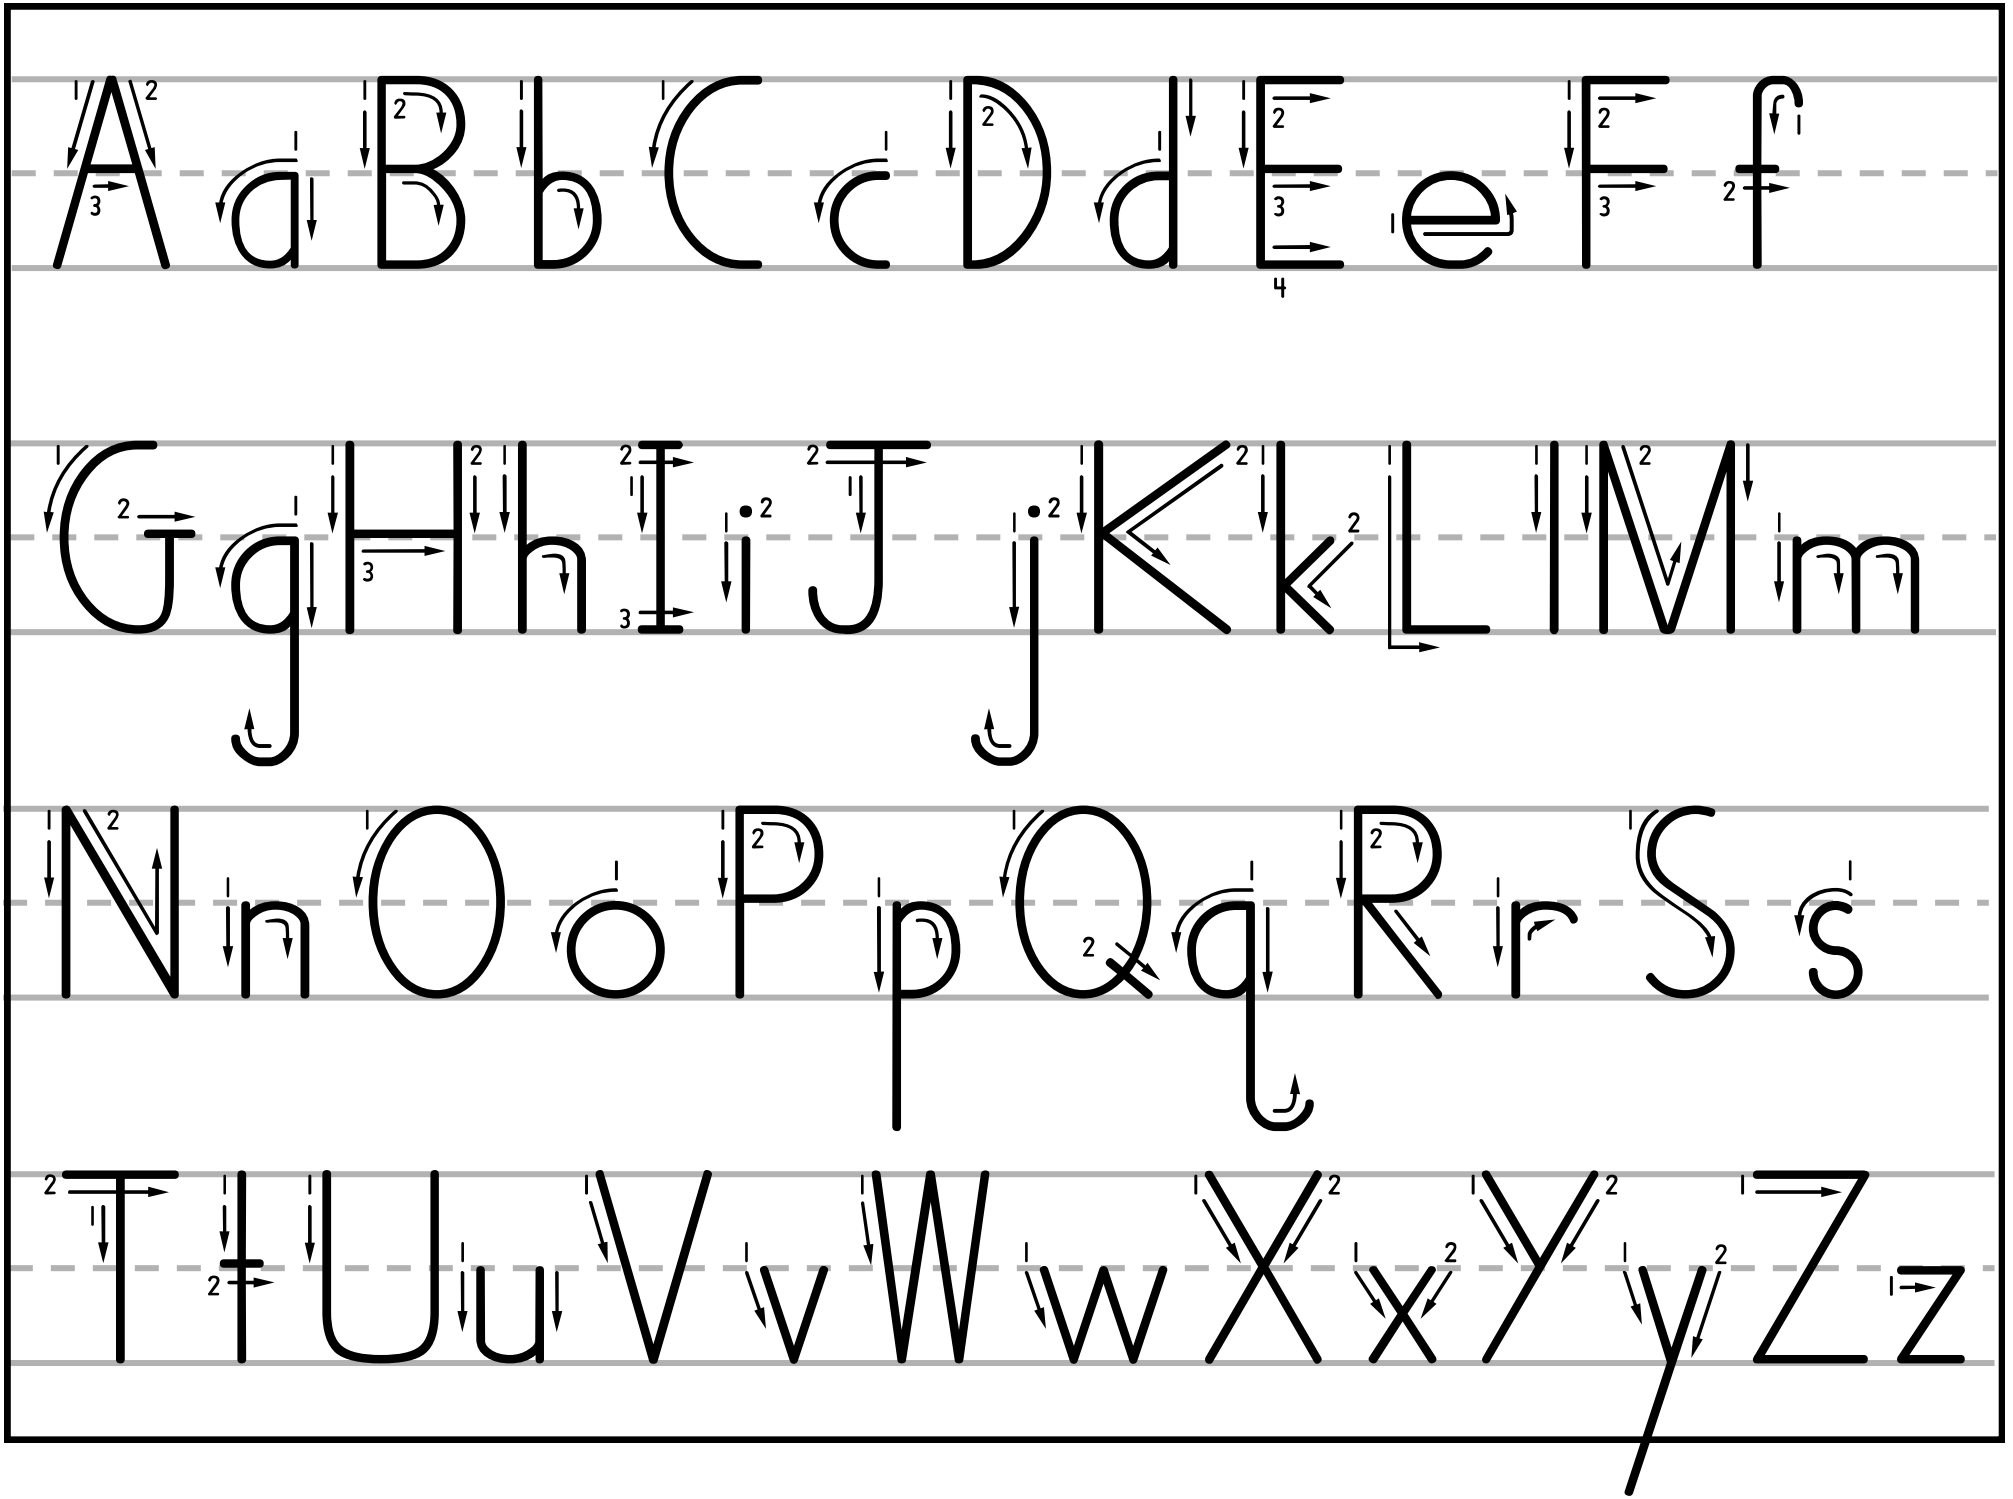 A a B b C c D d E e F f
G g H h I i J j K k L l M m
N n O o P p Q q R r S s
T t U u V v W w X x Y y Z z